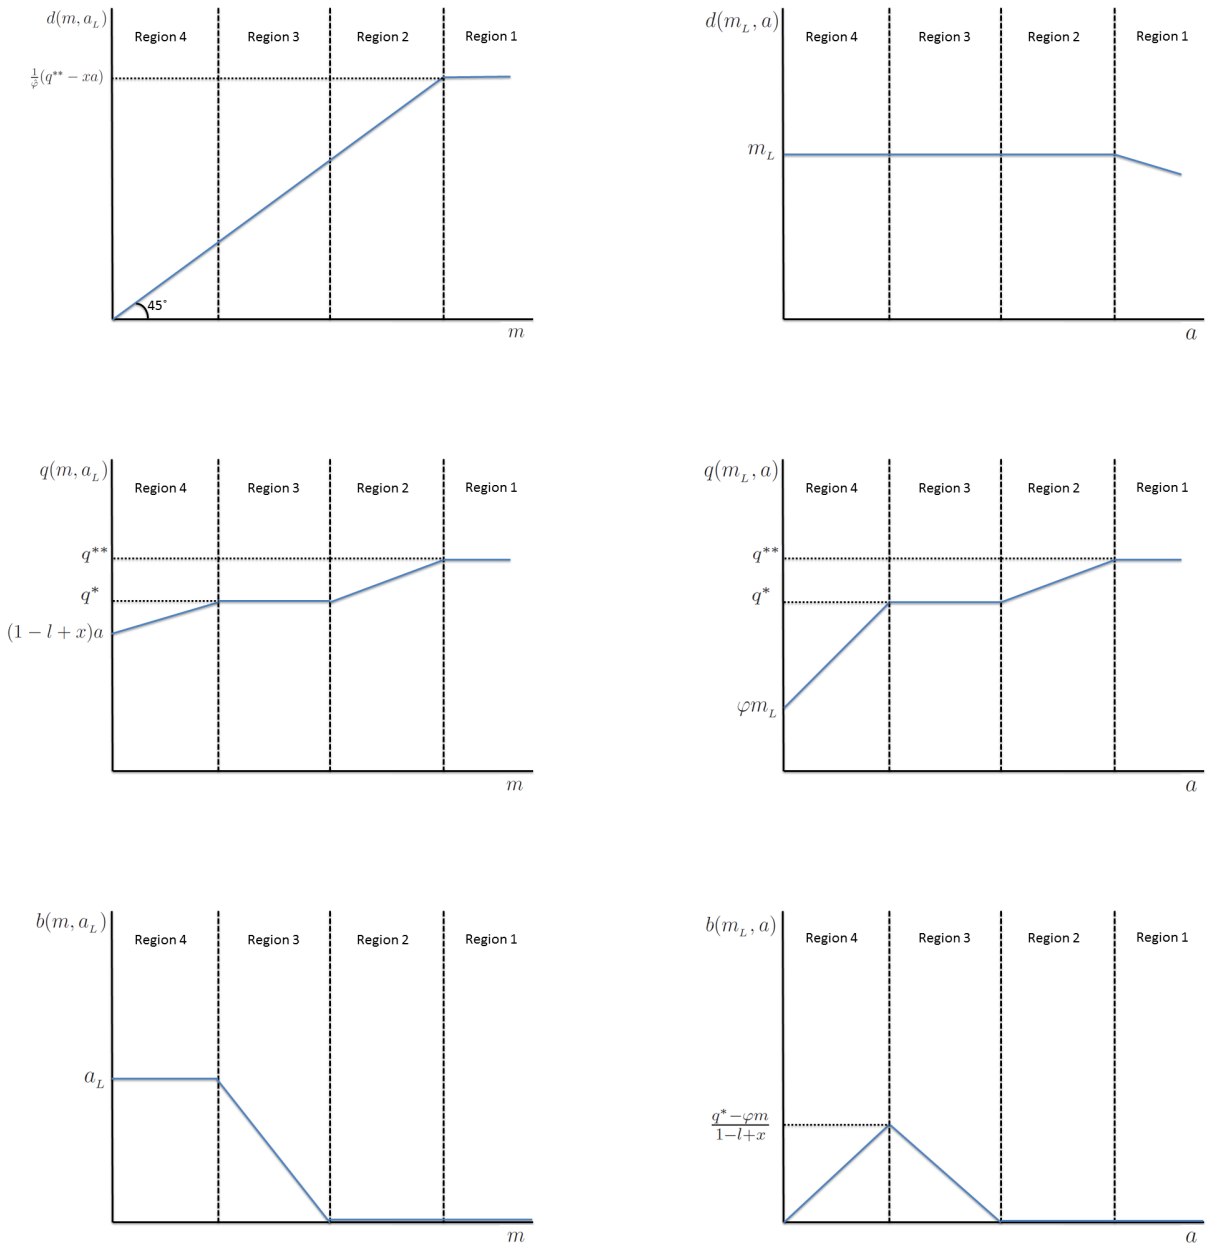 d(m, a_L)
Region 4 Region 3 Region 2 Region 1
1/φ̂(q** − xa)
45°
m
d(m_L, a)
Region 4 Region 3 Region 2 Region 1
m_L
a
q(m, a_L)
Region 4 Region 3 Region 2 Region 1
q**
q*
(1 − l + x)a
m
q(m_L, a)
Region 4 Region 3 Region 2 Region 1
q**
q*
φm_L
a
b(m, a_L)
Region 4 Region 3 Region 2 Region 1
a_L
m
b(m_L, a)
Region 4 Region 3 Region 2 Region 1
q*−φm
1−l+x
a